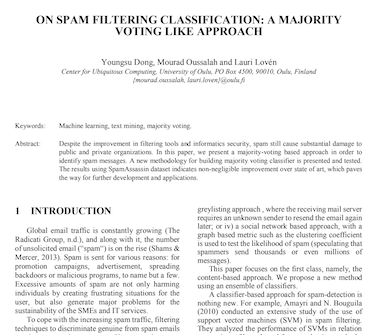 ON SPAM FILTERING CLASSIFICATION: A MAJORITY
VOTING LIKE APPROACH
Youngsu Dong, Mourad Oussalah and Lauri Lovén
Center for Ubiquitous Computing, University of Oulu, PO Box 4500, 90010, Oulu, Finland
{mourad.oussalah, lauri.loven}@oulu.fi
Keywords: Machine learning, text mining, majority voting.
Abstract: Despite the improvement in filtering tools and informatics security, spam still cause substantial damage to
public and private organizations. In this paper, we present a majority-voting based approach in order to
identify spam messages. A new methodology for building majority voting classifier is presented and tested.
The results using SpamAssassin dataset indicates non-negligible improvement over state of art, which paves
the way for further development and applications.
1 INTRODUCTION
Global email traffic is constantly growing (The
Radicati Group, n.d.), and along with it, the number
of unsolicited email ("spam") is on the rise (Shams &
Mercer, 2013). Spam is sent for various reasons: for
promotion campaigns, advertisement, spreading
backdoors or malicious programs, to name but a few.
Excessive amounts of spam are not only harming
individuals by creating frustrating situations for the
user, but also generate major problems for the
sustainability of the SMEs and IT services.
To cope with the increasing spam traffic, filtering
techniques to discriminate genuine from spam emails
greylisting approach , where the receiving mail server
requires an unknown sender to resend the email again
later; or iv) a social network based approach, with a
graph based metric such as the clustering coefficient
is used to test the likelihood of spam (speculating that
spammers send thousands or even millions of
messages).
This paper focuses on the first class, namely, the
content-based approach. We propose a new method
using an ensemble of classifiers.
A classifier-based approach for spam-detection is
nothing new. For example, Amayri and N. Bouguila
(2010) conducted an extensive study of the use of
support vector machines (SVM) in spam filtering.
They analyzed the performance of SVMs in relation